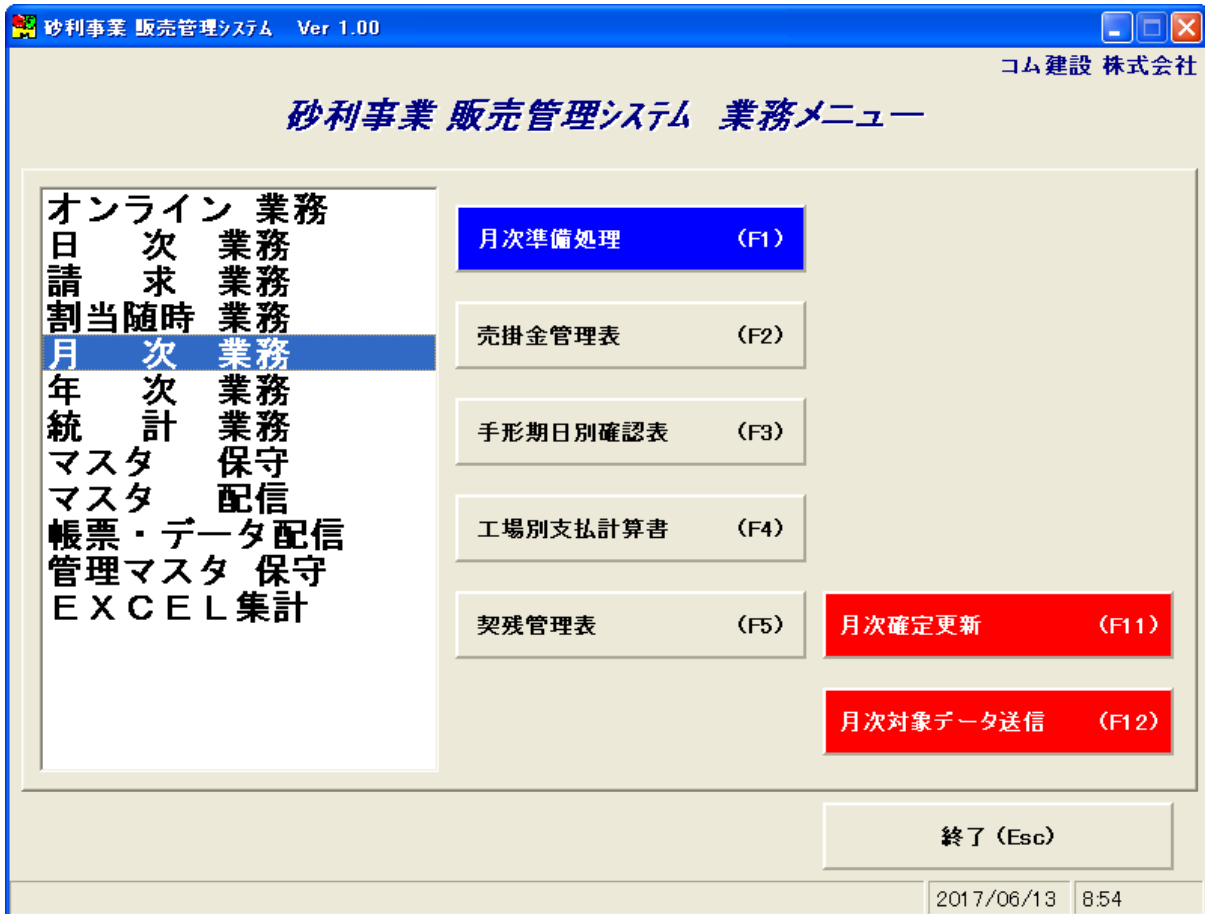 砂利事業 販売管理ｼｽﾃﾑ Ver 1.00
コム建設 株式会社
砂利事業 販売管理ｼｽﾃﾑ 業務メニュー
オンライン 業務
日 次 業務
請 求 業務
割当随時 業務
月 次 業務
年 次 業務
統 計 業務
マスタ 保守
マスタ 配信
帳票・データ配信
管理マスタ 保守
ＥＸＣＥＬ集計
月次準備処理 (F1)
売掛金管理表 (F2)
手形期日別確認表 (F3)
工場別支払計算書 (F4)
契残管理表 (F5)
月次確定更新 (F11)
月次対象データ送信 (F12)
終了 (Esc)
2017/06/13 8:54